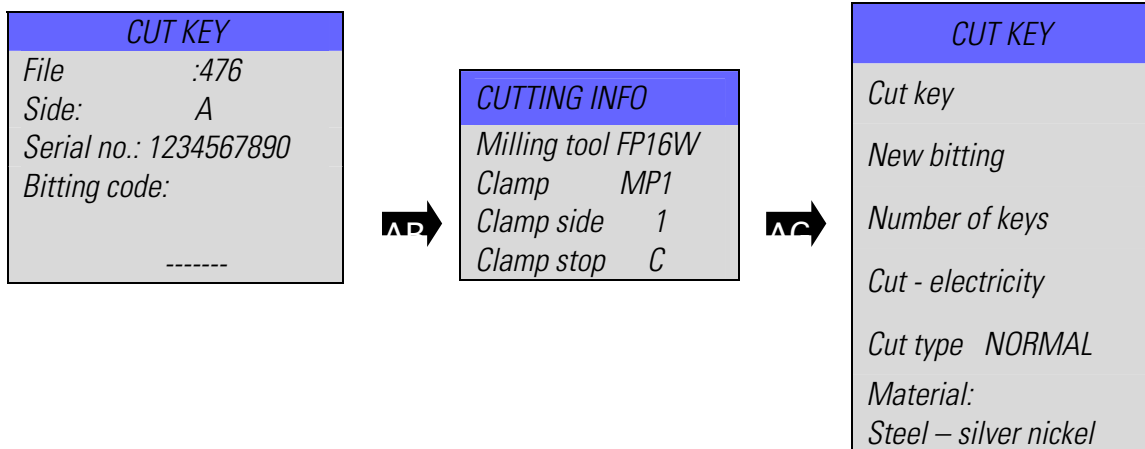 CUT KEY
File :476
Side: A
Serial no.: 1234567890
Bitting code:
-------
CUTTING INFO
Milling tool FP16W
Clamp MP1
Clamp side 1
Clamp stop C
CUT KEY
Cut key
New bitting
Number of keys
Cut - electricity
Cut type NORMAL
Material:
Steel – silver nickel